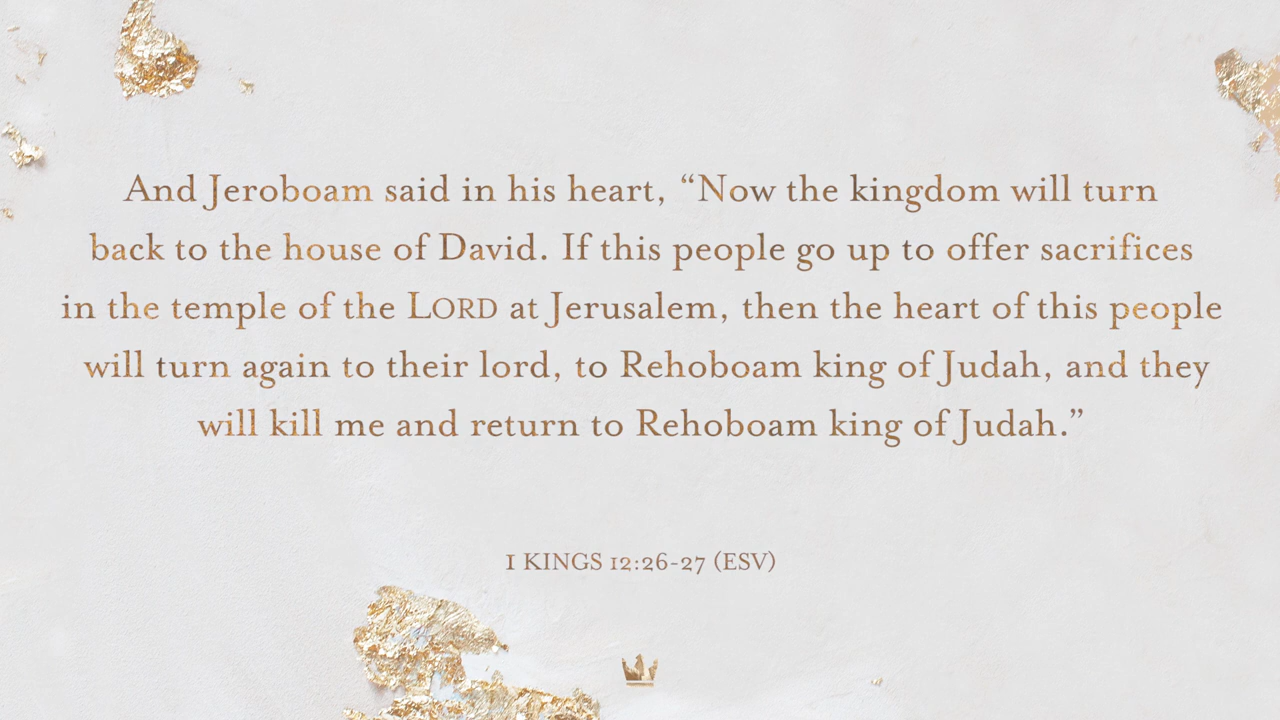 And Jeroboam said in his heart, “Now the kingdom will turn
back to the house of David. If this people go up to offer sacrifices
in the temple of the LORD at Jerusalem, then the heart of this people
will turn again to their lord, to Rehoboam king of Judah, and they
will kill me and return to Rehoboam king of Judah.”
1 KINGS 12:26-27 (ESV)